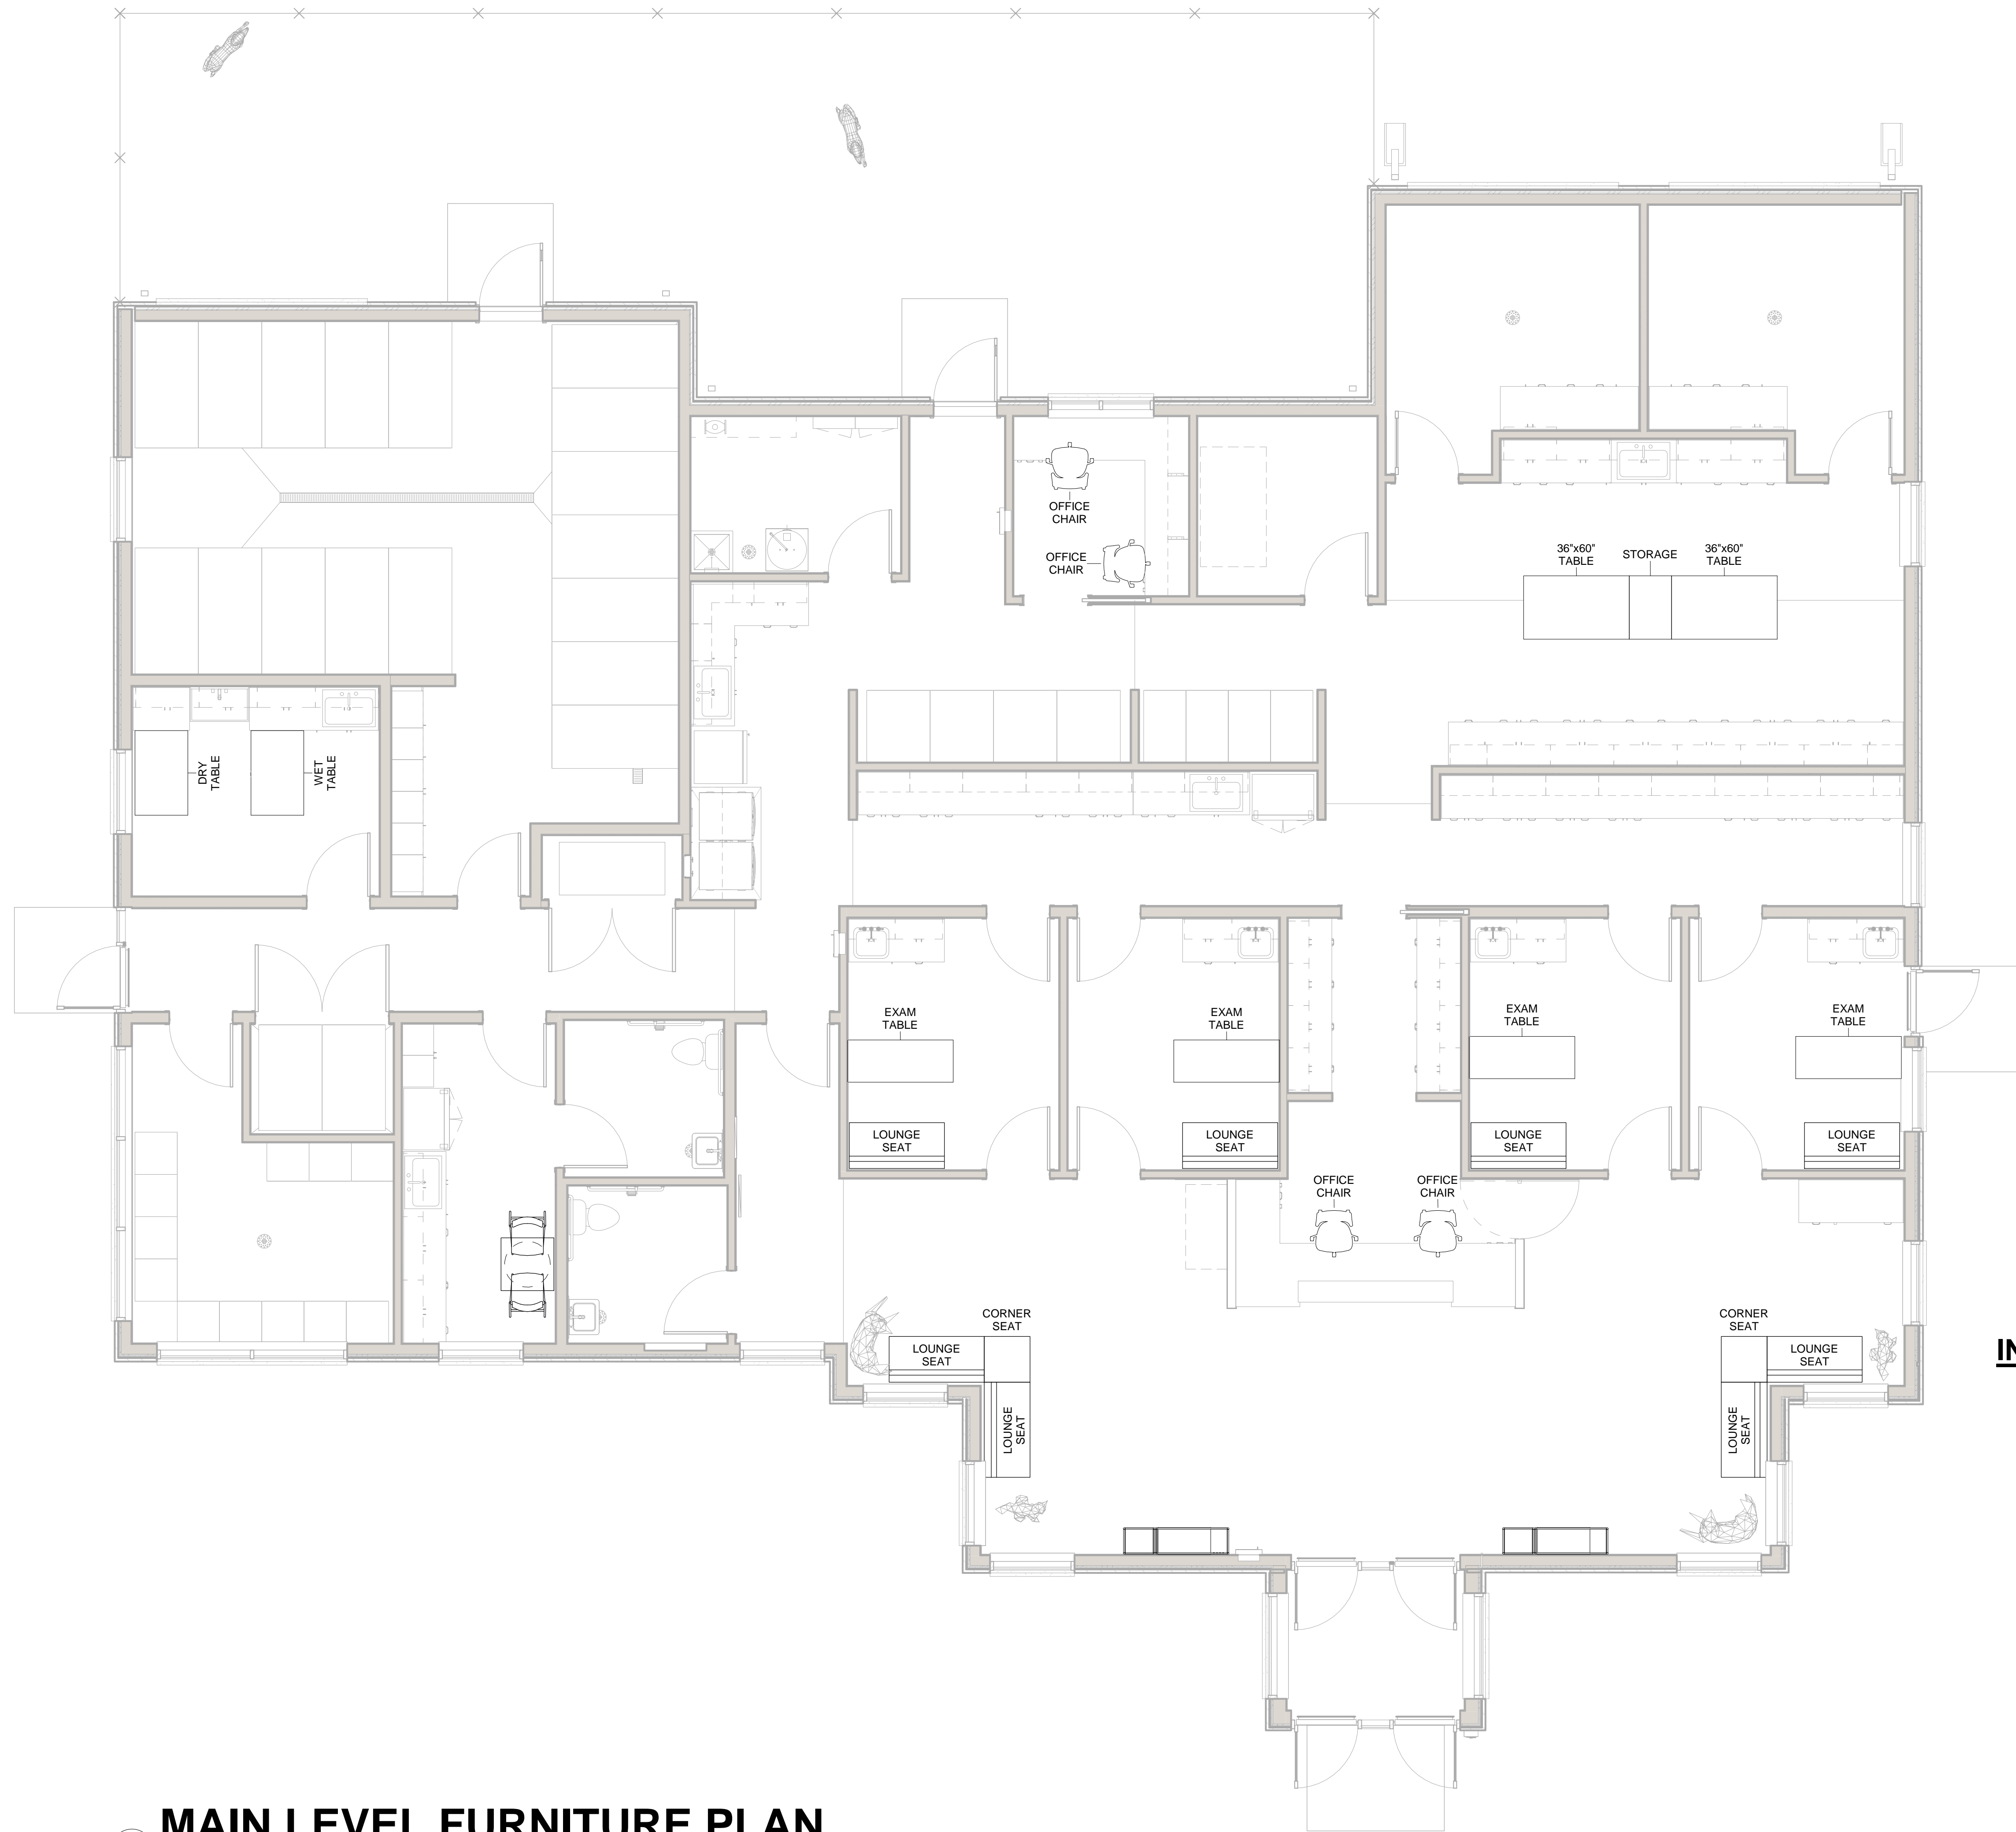 OFFICE
CHAIR
OFFICE
CHAIR
36"x60"
TABLE
STORAGE
36"x60"
TABLE
DRY
TABLE
WET
TABLE
EXAM
TABLE
EXAM
TABLE
EXAM
TABLE
EXAM
TABLE
LOUNGE
SEAT
LOUNGE
SEAT
LOUNGE
SEAT
LOUNGE
SEAT
OFFICE
CHAIR
OFFICE
CHAIR
CORNER
SEAT
CORNER
SEAT
LOUNGE
SEAT
LOUNGE
SEAT
LOUNGE
SEAT
LOUNGE
SEAT
MAIN LEVEL FURNITURE PLAN